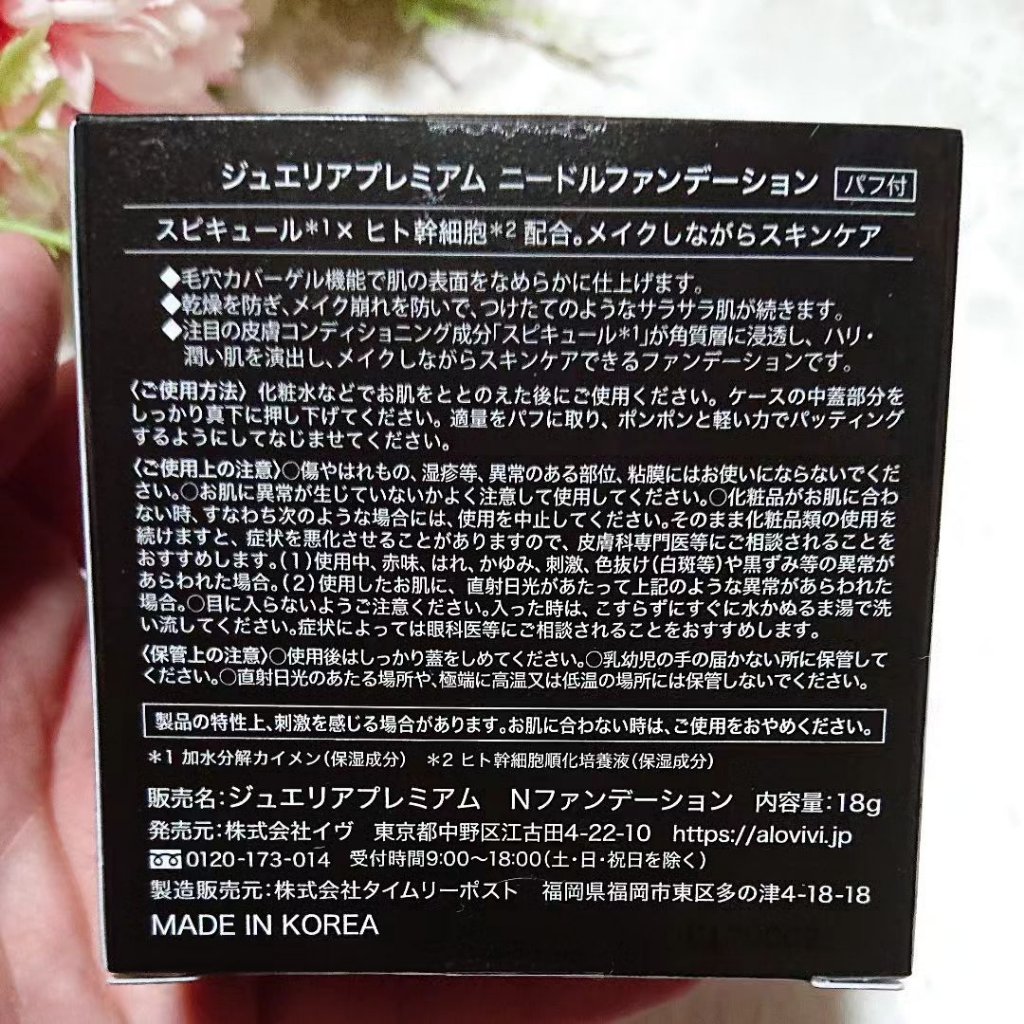 ジュエリアプレミアム ニードルファンデーション パフ付
スピキュール*1× ヒト幹細胞*2 配合。メイクしながらスキンケア
◆毛穴カバーゲル機能で肌の表面をなめらかに仕上げます。
◆乾燥を防ぎ、メイク崩れを防いで、つけたてのようなサラサラ肌が続きます。
◆注目の皮膚コンディショニング成分「スピキュール*1」が角質層に浸透し、ハリ・
潤い肌を演出し、メイクしながらスキンケアできるファンデーションです。
〈ご使用方法〉化粧水などでお肌をととのえた後にご使用ください。ケースの中蓋部分を
しっかり真下に押し下げてください。適量をパフに取り、ポンポンと軽い力でパッティング
するようにしてなじませてください。
〈ご使用上の注意〉○傷やはれもの、湿疹等、異常のある部位、粘膜にはお使いにならないでくだ
さい。○お肌に異常が生じていないかよく注意して使用してください。○化粧品がお肌に合わ
ない時、すなわち次のような場合には、使用を中止してください。そのまま化粧品類の使用を
続けますと、症状を悪化させることがありますので、皮膚科専門医等にご相談されることを
おすすめします。(1)使用中、赤味、はれ、かゆみ、刺激、色抜け(白斑等)や黒ずみ等の異常が
あらわれた場合。(2)使用したお肌に、直射日光があたって上記のような異常があらわれた
場合。○目に入らないようご注意ください。入った時は、こすらずにすぐに水かぬるま湯で洗
い流してください。症状によっては眼科医等にご相談されることをおすすめします。
〈保管上の注意〉○使用後はしっかり蓋をしめてください。○乳幼児の手の届かない所に保管して
ください。○直射日光のあたる場所や、極端に高温又は低温の場所には保管しないでください。
製品の特性上、刺激を感じる場合があります。お肌に合わない時は、ご使用をおやめください。
*1 加水分解カイメン(保湿成分) *2 ヒト幹細胞順化培養液(保湿成分)
販売名：ジュエリアプレミアム Nファンデーション 内容量：18g
発売元：株式会社イヴ 東京都中野区江古田4-22-10 https://alovivi.jp
0120-173-014 受付時間9:00〜18:00(土・日・祝日を除く)
製造販売元：株式会社タイムリーポスト 福岡県福岡市東区多の津4-18-18
MADE IN KOREA